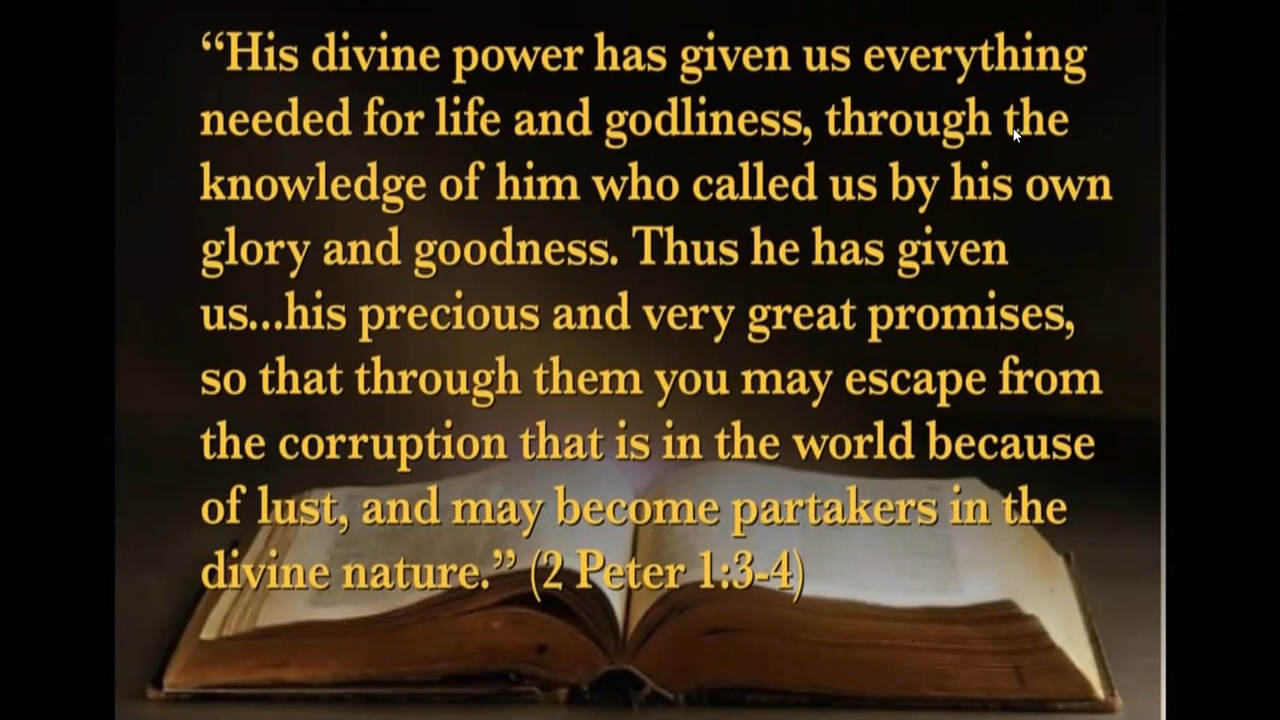 “His divine power has given us everything
needed for life and godliness, through the
knowledge of him who called us by his own
glory and goodness. Thus he has given
us...his precious and very great promises,
so that through them you may escape from
the corruption that is in the world because
of lust, and may become partakers in the
divine nature.” (2 Peter 1:3-4)